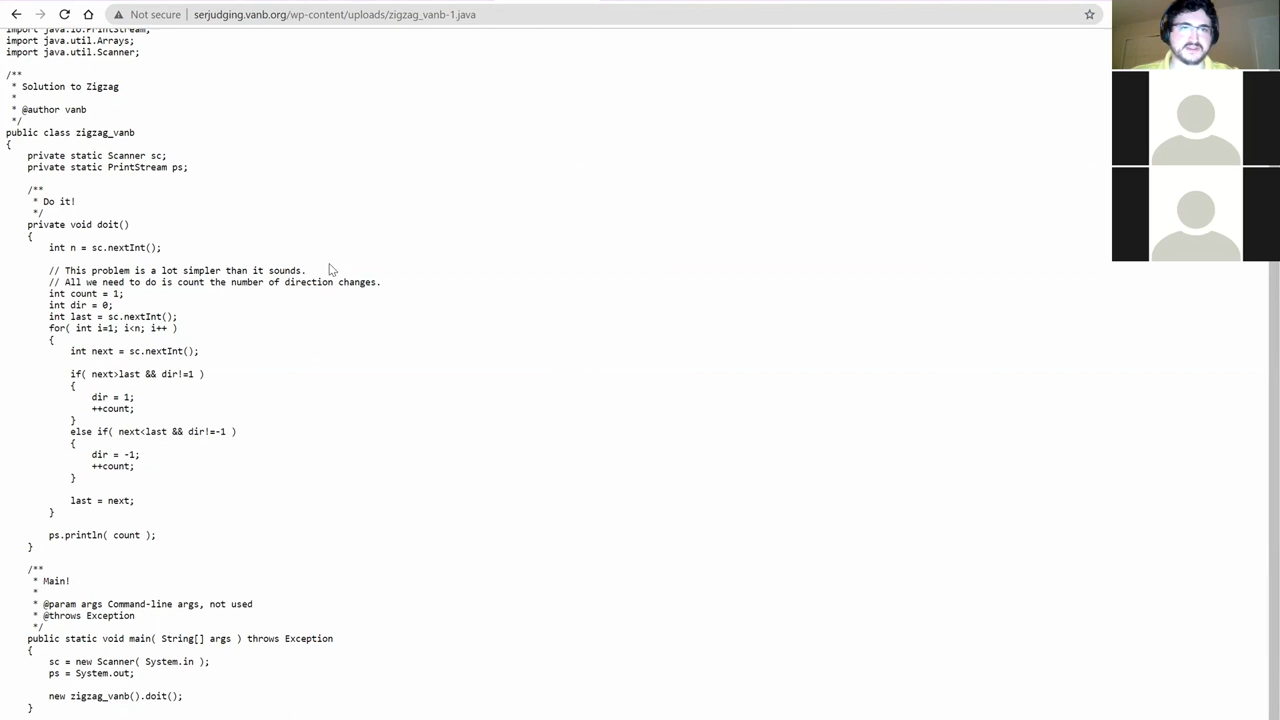 Not secure
serjudging.vanb.org/wp-content/uploads/zigzag_vanb-1.java
import java.io.PrintStream;
import java.util.Arrays;
import java.util.Scanner;
/**
* Solution to Zigzag
*
* @author vanb
*/
public class zigzag_vanb
{
private static Scanner sc;
private static PrintStream ps;
/**
* Do it!
*/
private void doit()
{
int n = sc.nextInt();
// This problem is a lot simpler than it sounds.
// All we need to do is count the number of direction changes.
int count = 1;
int dir = 0;
int last = sc.nextInt();
for( int i=1; i<n; i++ )
{
int next = sc.nextInt();
if( next>last && dir!=1 )
{
dir = 1;
++count;
}
else if( next<last && dir!=-1 )
{
dir = -1;
++count;
}
last = next;
}
ps.println( count );
}
/**
* Main!
*
* @param args Command-line args, not used
* @throws Exception
*/
public static void main( String[] args ) throws Exception
{
sc = new Scanner( System.in );
ps = System.out;
new zigzag_vanb().doit();
}